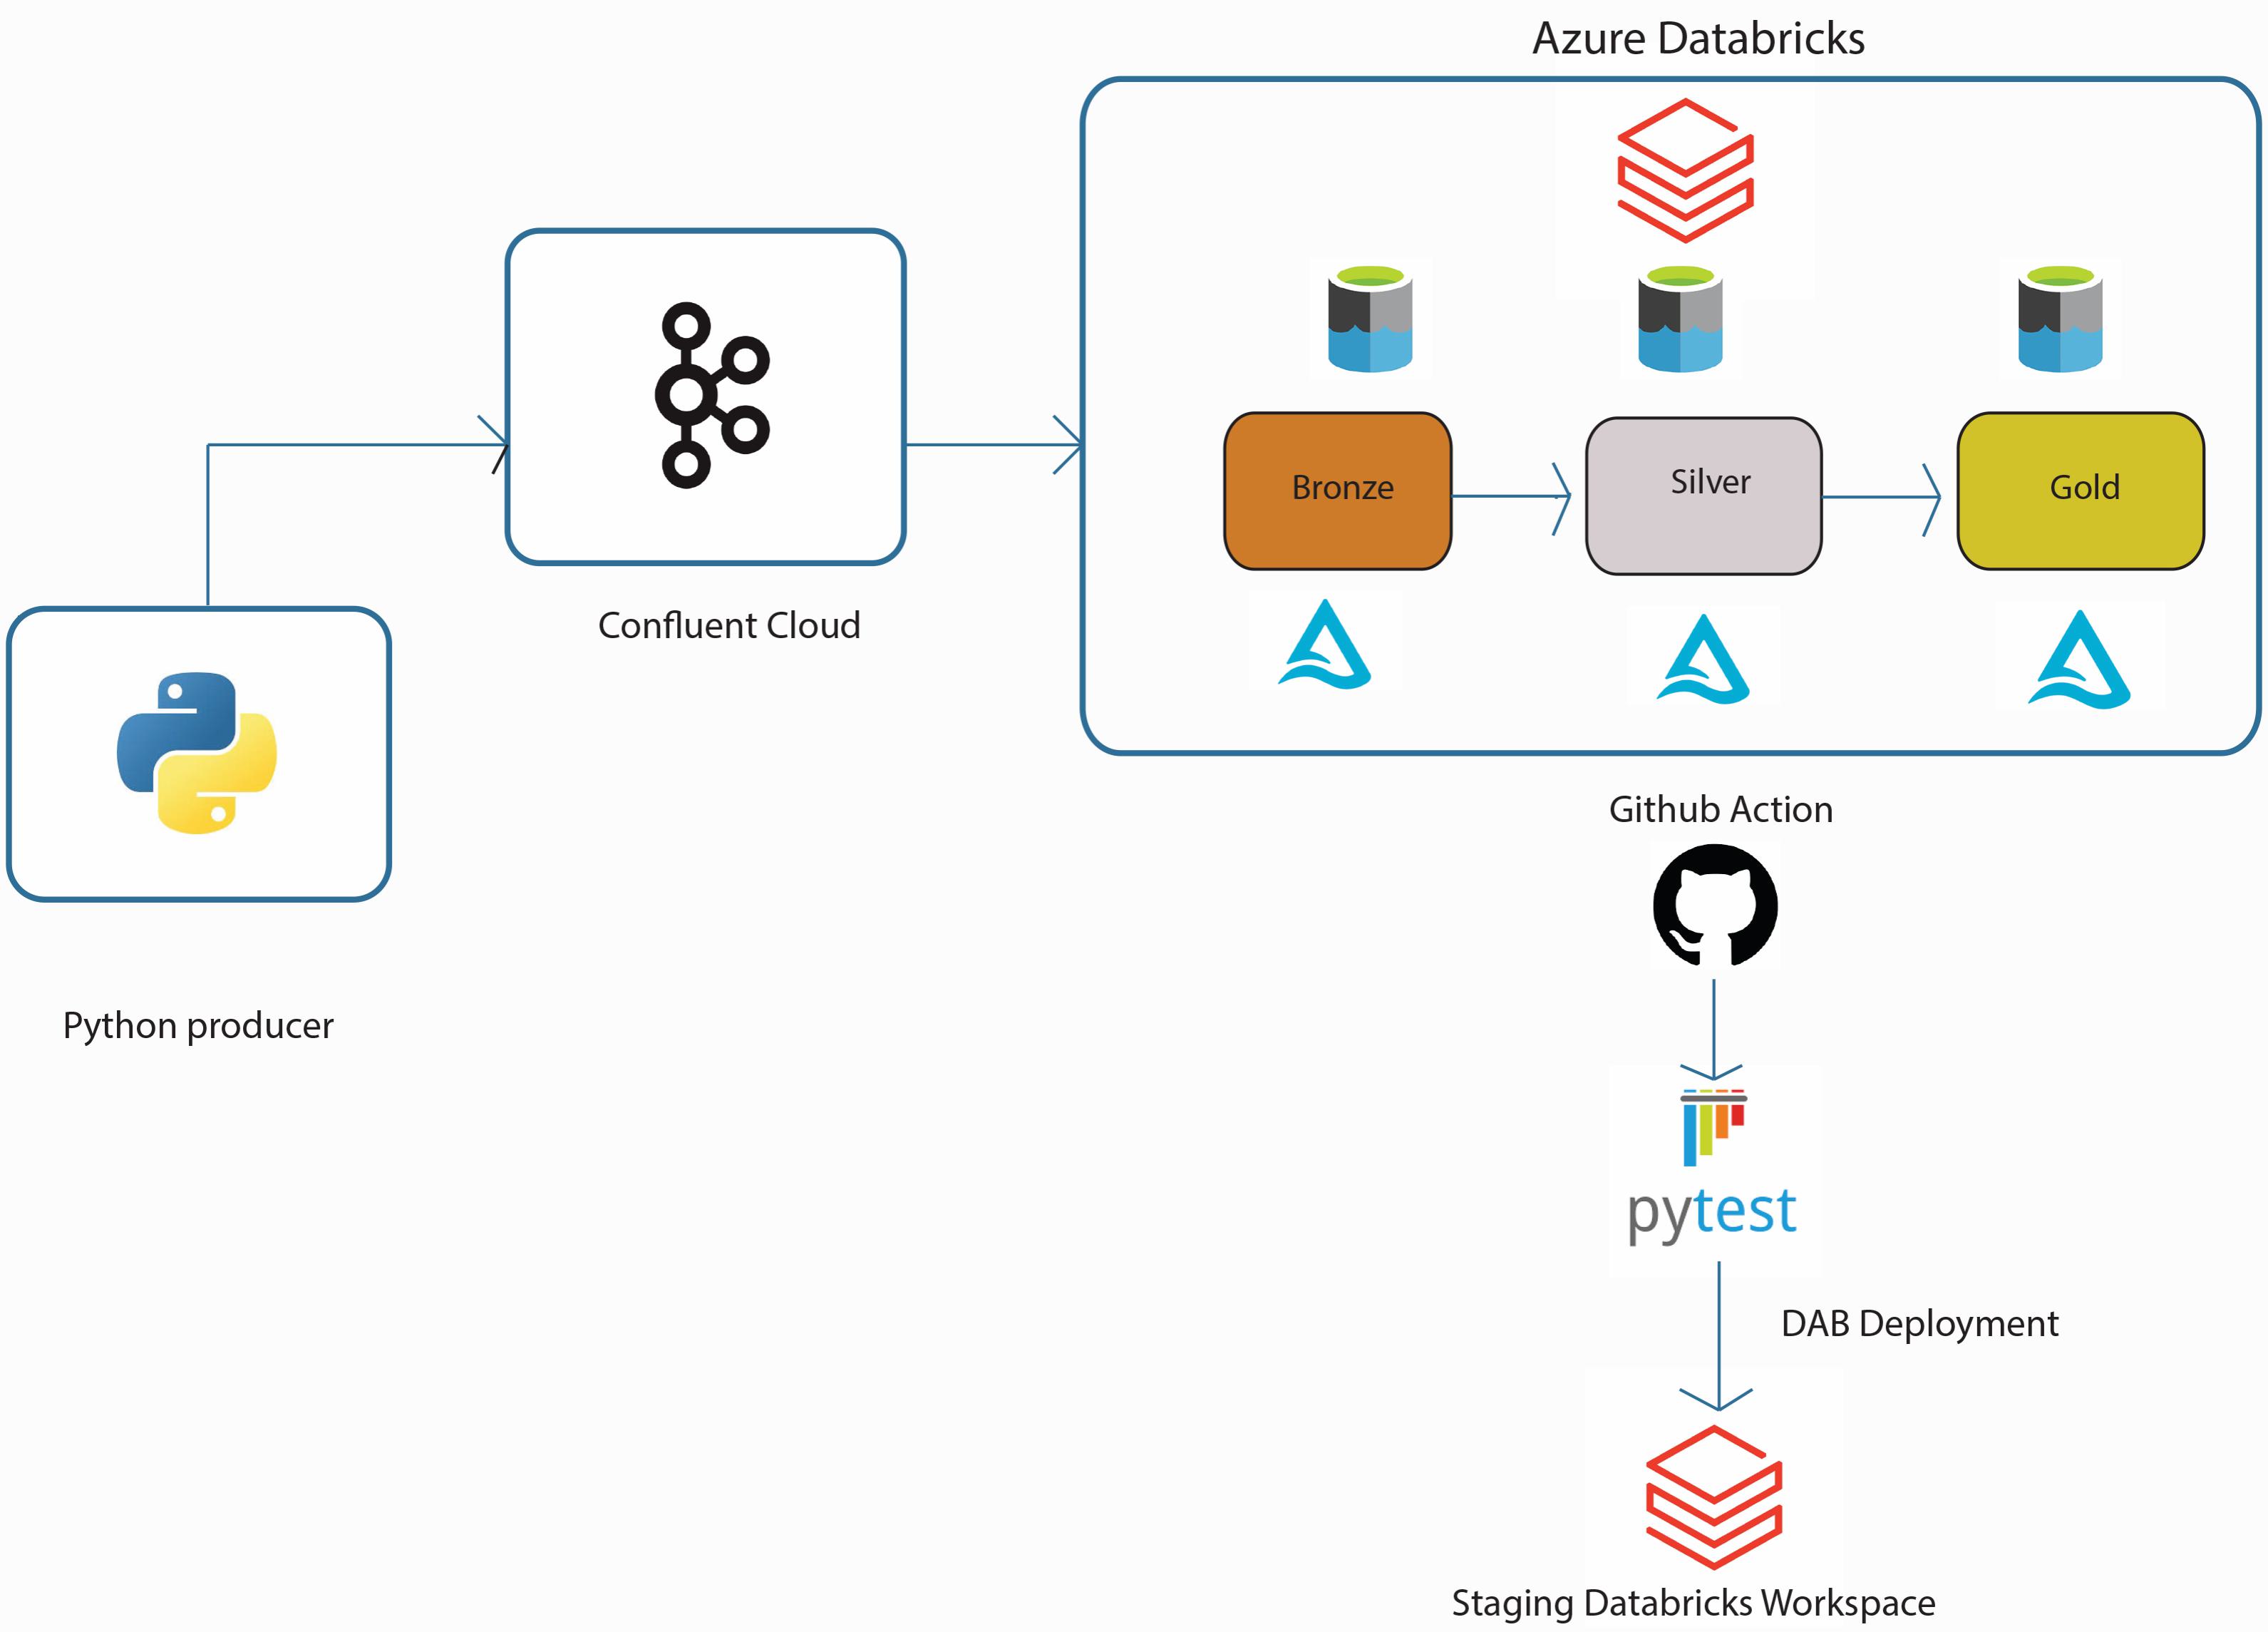 Azure Databricks
Confluent Cloud
Bronze
Silver
Gold
Python producer
Github Action
pytest
DAB Deployment
Staging Databricks Workspace